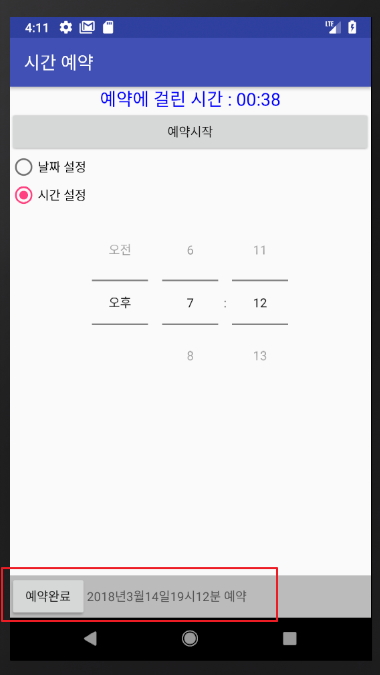 4:11
LTE
시간 예약
예약에 걸린 시간 : 00:38
예약시작
날짜 설정
시간 설정
오전 6 11
오후 7 : 12
8 13
예약완료 2018년3월14일19시12분 예약